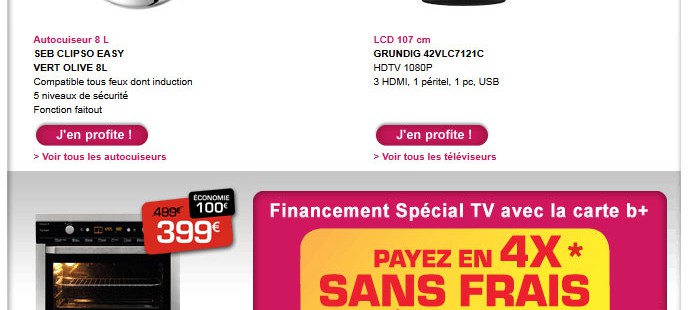 Autocuiseur 8 L
SEB CLIPSO EASY
VERT OLIVE 8L
Compatible tous feux dont induction
5 niveaux de sécurité
Fonction faitout
J'en profite !
> Voir tous les autocuiseurs
LCD 107 cm
GRUNDIG 42VLC7121C
HDTV 1080P
3 HDMI, 1 péritel, 1 pc, USB
J'en profite !
> Voir tous les téléviseurs
ÉCONOMIE
100€
499€
399€
Financement Spécial TV avec la carte b+
PAYEZ EN 4X*
SANS FRAIS